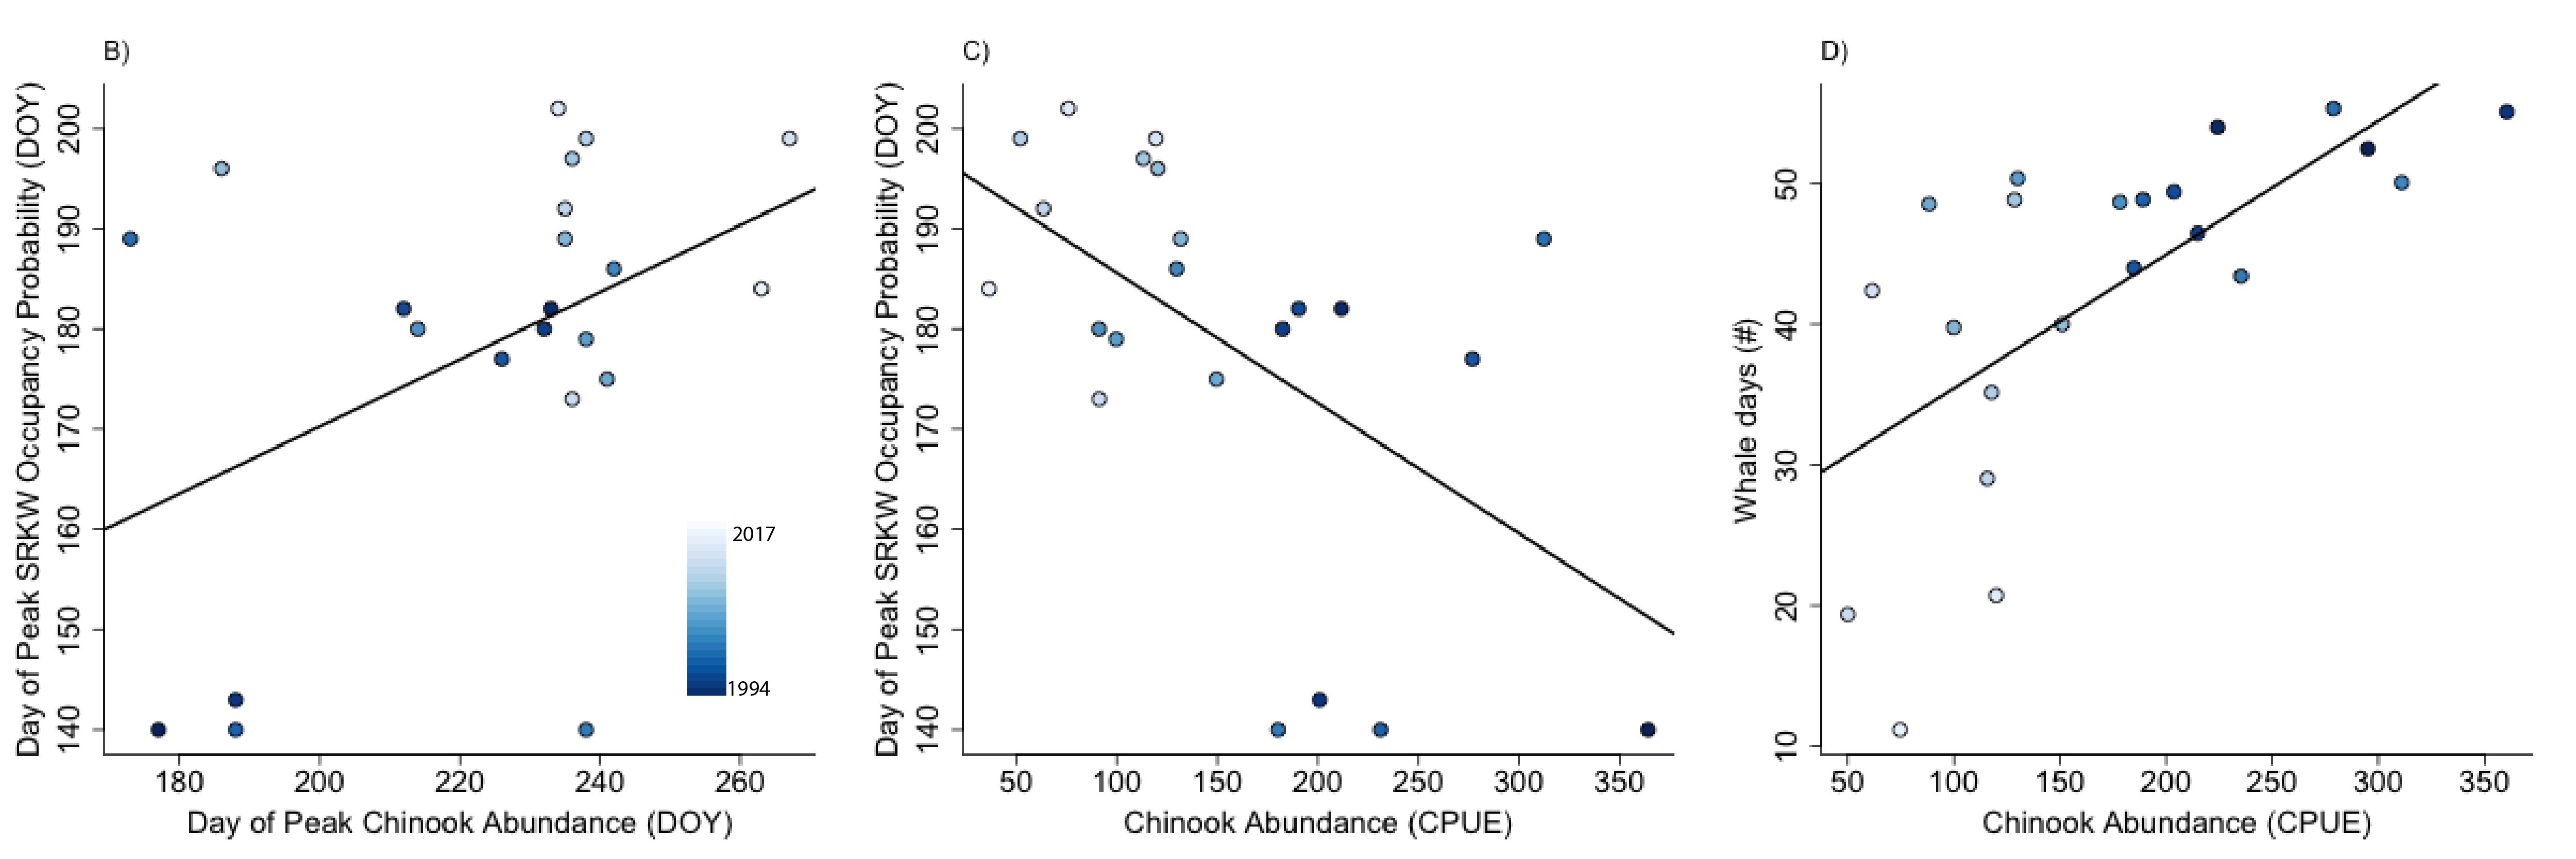 B)
Day of Peak SRKW Occupancy Probability (DOY)
200
190
180
170
160
150
140
2017
1994
180 200 220 240 260
Day of Peak Chinook Abundance (DOY)
C)
Day of Peak SRKW Occupancy Probability (DOY)
200
190
180
170
160
150
140
50 100 150 200 250 300 350
Chinook Abundance (CPUE)
D)
Whale days (#)
50
40
30
20
10
50 100 150 200 250 300 350
Chinook Abundance (CPUE)